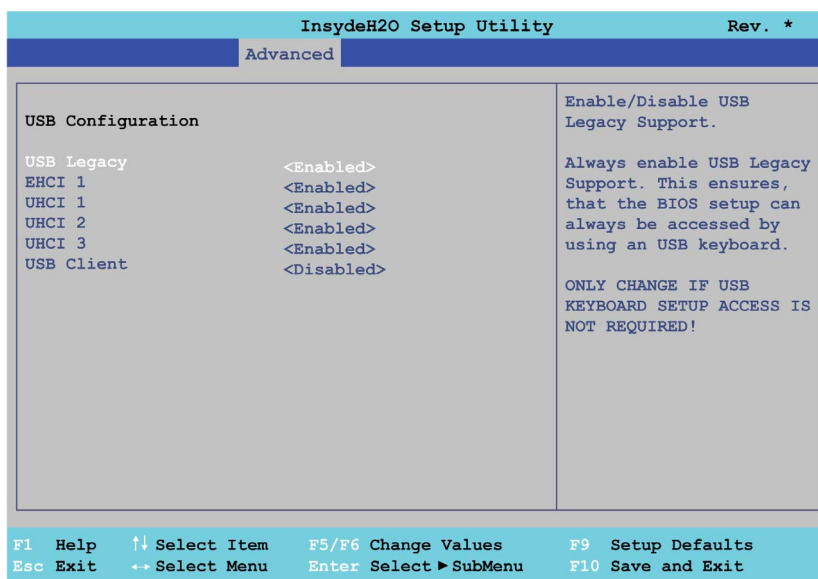 InsydeH2O Setup Utility Rev. *
Advanced
USB Configuration
USB Legacy <Enabled>
EHCI 1 <Enabled>
UHCI 1 <Enabled>
UHCI 2 <Enabled>
UHCI 3 <Enabled>
USB Client <Disabled>
Enable/Disable USB
Legacy Support.
Always enable USB Legacy
Support. This ensures,
that the BIOS setup can
always be accessed by
using an USB keyboard.
ONLY CHANGE IF USB
KEYBOARD SETUP ACCESS IS
NOT REQUIRED!
F1 Help ↑↓ Select Item F5/F6 Change Values F9 Setup Defaults
Esc Exit ↔ Select Menu Enter Select ► SubMenu F10 Save and Exit